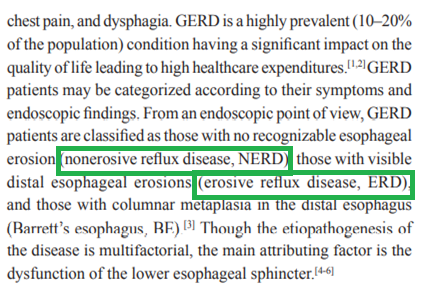 chest pain, and dysphagia. GERD is a highly prevalent (10–20%
of the population) condition having a significant impact on the
quality of life leading to high healthcare expenditures.[1,2] GERD
patients may be categorized according to their symptoms and
endoscopic findings. From an endoscopic point of view, GERD
patients are classified as those with no recognizable esophageal
erosion (nonerosive reflux disease, NERD), those with visible
distal esophageal erosions (erosive reflux disease, ERD),
and those with columnar metaplasia in the distal esophagus
(Barrett's esophagus, BE) [3] Though the etiopathogenesis of
the disease is multifactorial, the main attributing factor is the
dysfunction of the lower esophageal sphincter.[4-6]